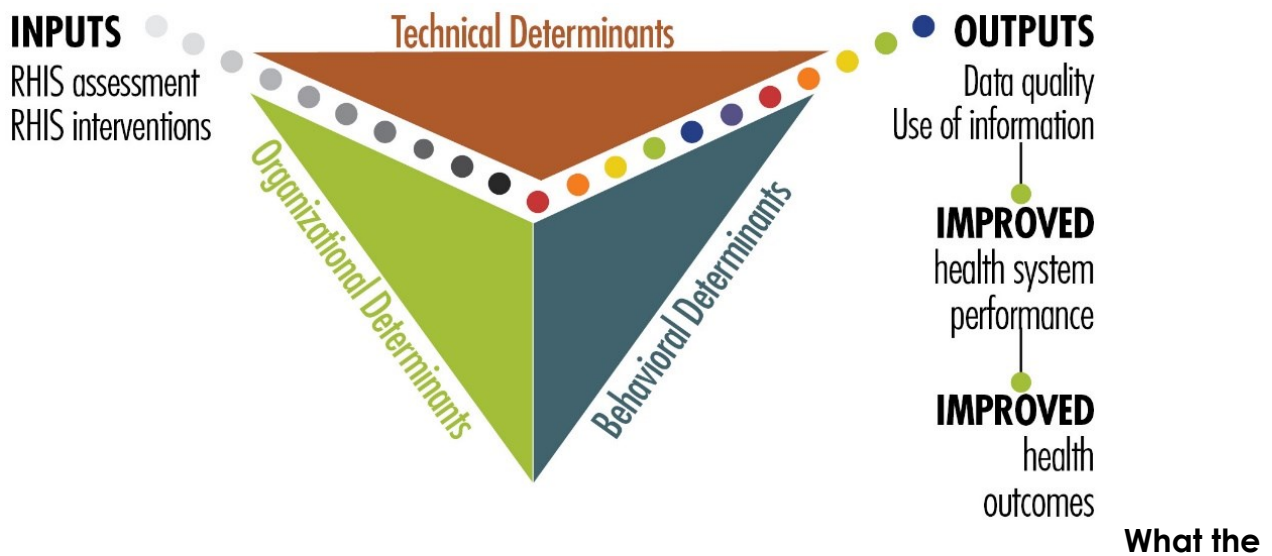 INPUTS
RHIS assessment
RHIS interventions
Technical Determinants
Organizational Determinants
Behavioral Determinants
OUTPUTS
Data quality
Use of information
IMPROVED
health system
performance
IMPROVED
health
outcomes
What the